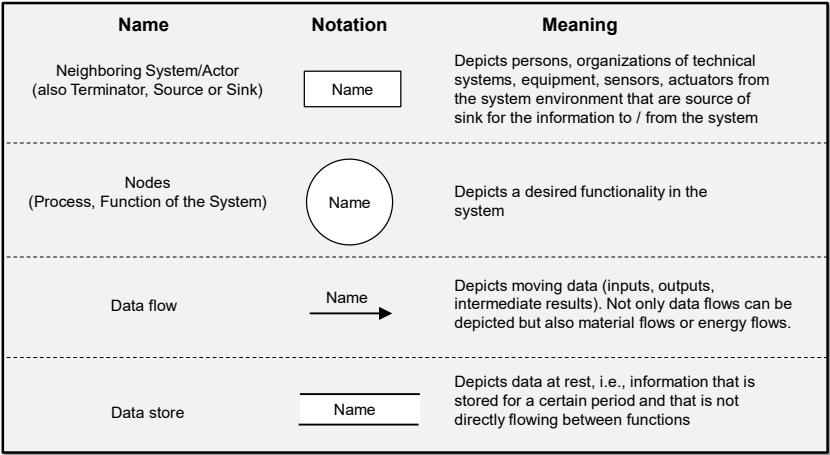 Name Notation Meaning
Neighboring System/Actor
(also Terminator, Source or Sink)
Name
Depicts persons, organizations of technical
systems, equipment, sensors, actuators from
the system environment that are source of
sink for the information to / from the system
Nodes
(Process, Function of the System)
Name
Depicts a desired functionality in the
system
Data flow
Name
Depicts moving data (inputs, outputs,
intermediate results). Not only data flows can be
depicted but also material flows or energy flows.
Data store
Name
Depicts data at rest, i.e., information that is
stored for a certain period and that is not
directly flowing between functions